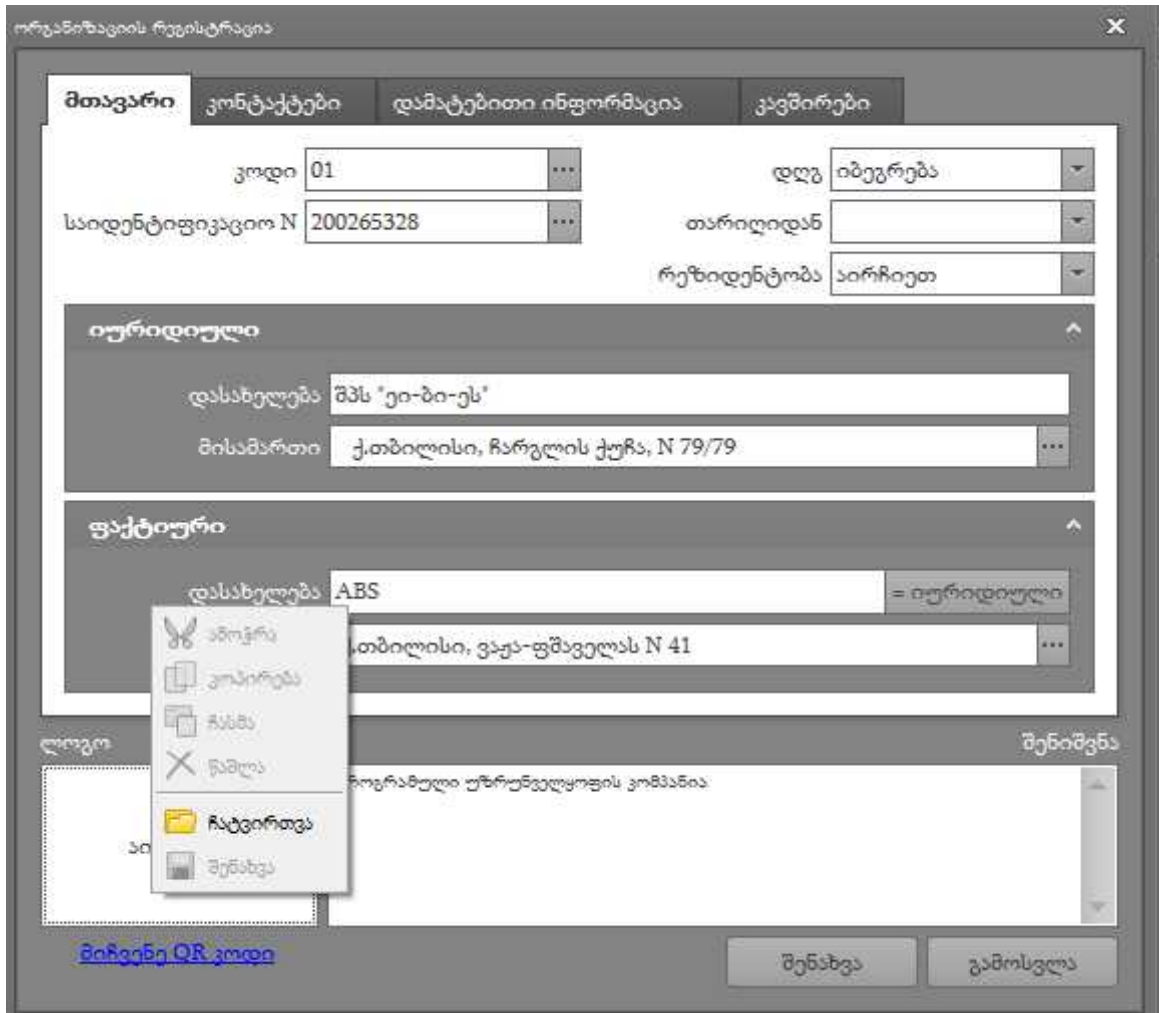 ორგანიზაციის რეგისტრაცია
მთავარი კონტაქტები დამატებითი ინფორმაცია კავშირები
კოდი 01 დღგ იბეგრება
საიდენტიფიკაციო N 200265328 თარიღიდან
რეზიდენტობა აირჩიეთ
იურიდიული
დასახელება შპს "ეი-ბი-ეს"
მისამართი ქ.თბილისი, ჩარგლის ქუჩა, N 79/79
ფაქტიური
დასახელება ABS = იურიდიული
.თბილისი, ვაჟა-ფშაველას N 41
ამოჭრა
კოპირება
ჩასმა
წაშლა
ჩატვირთვა
შენახვა
ლოგო შენიშვნა
როგრამული უზრუნველყოფის კომპანია
მიჩვენე QR კოდი შენახვა გამოსვლა